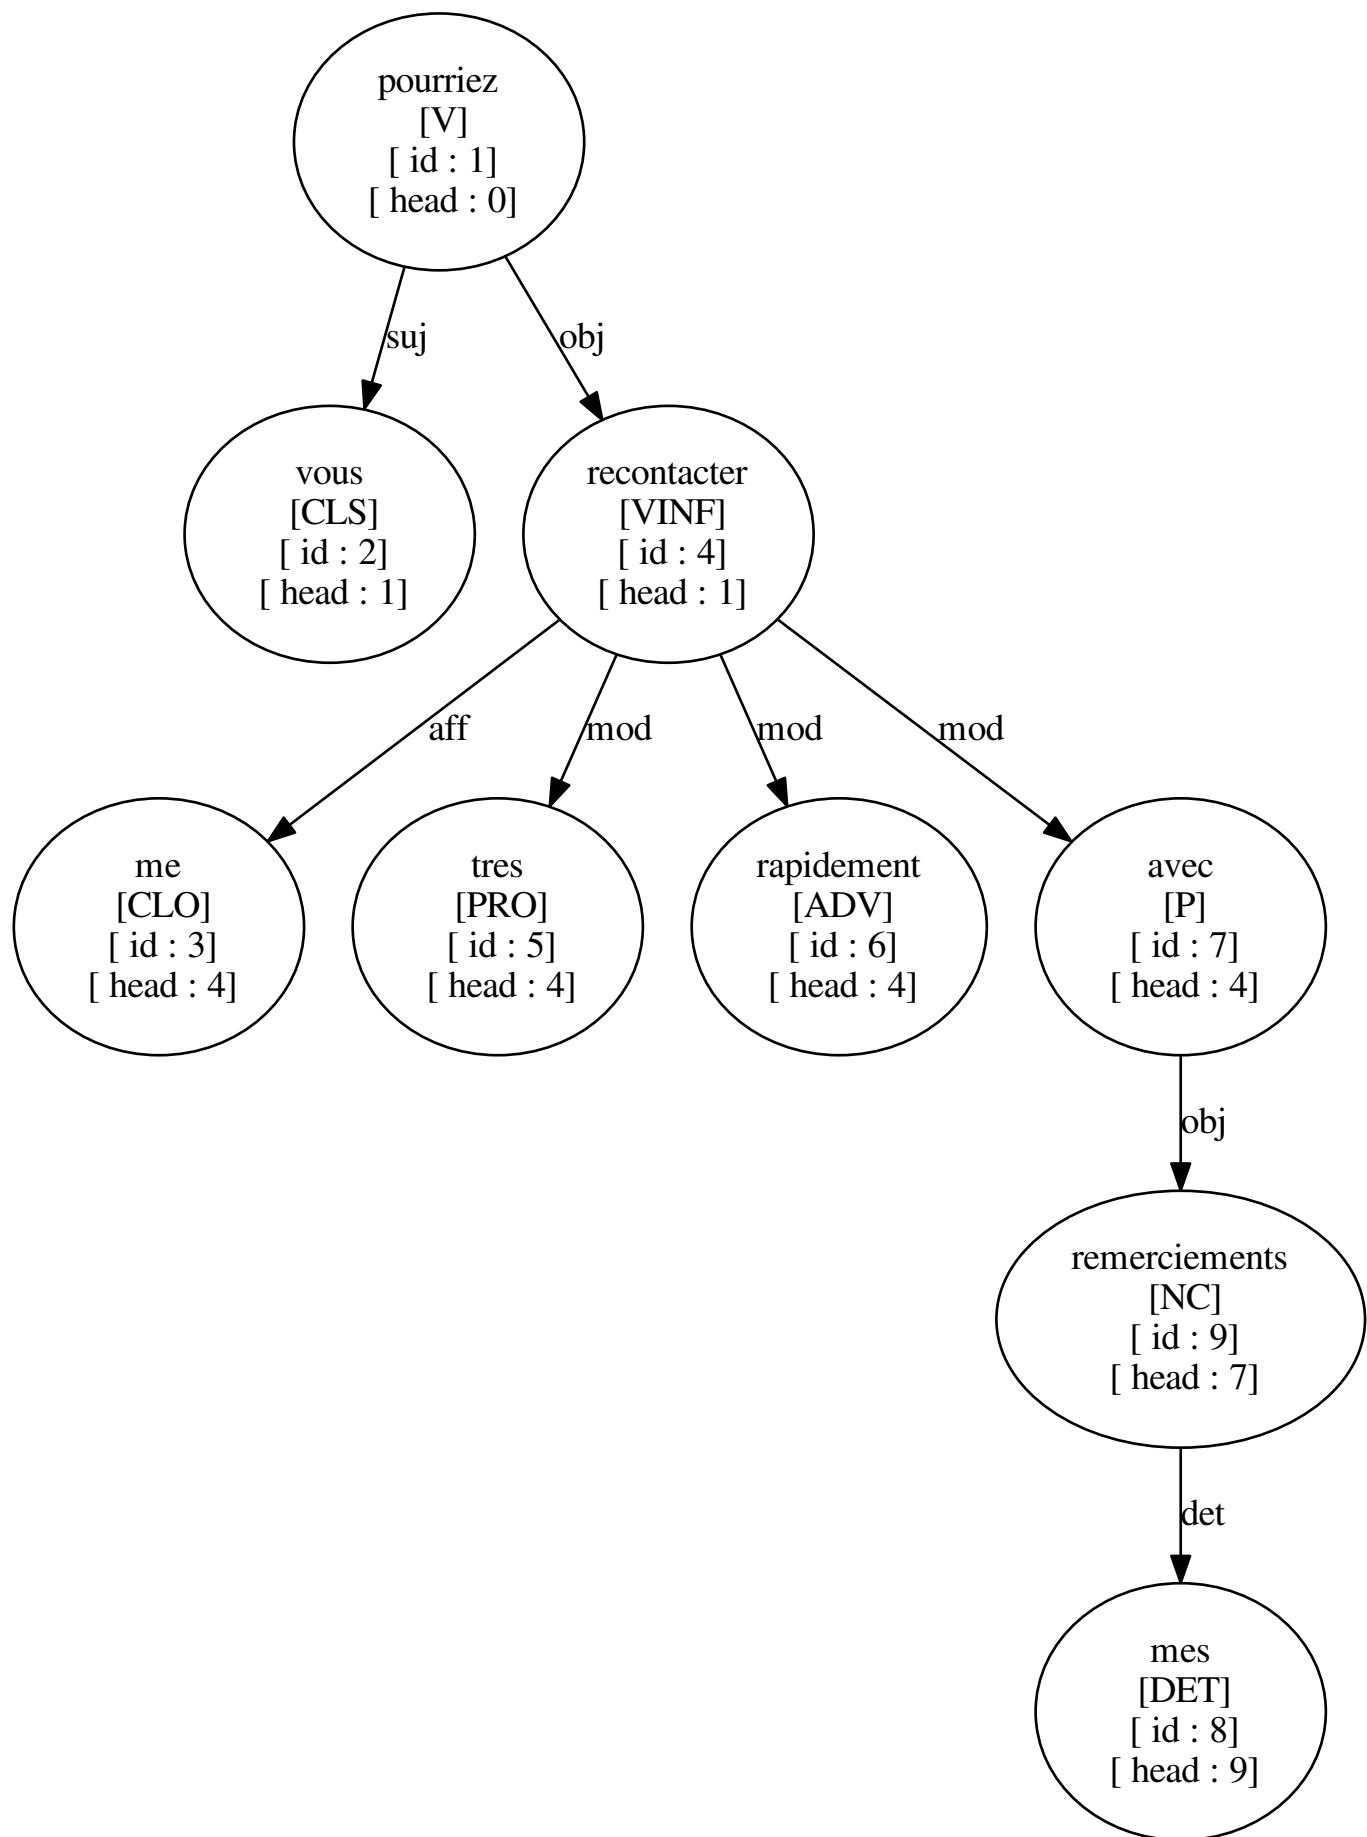 pourriez
[V]
[ id : 1]
[ head : 0]
suj
obj
vous
[CLS]
[ id : 2]
[ head : 1]
recontacter
[VINF]
[ id : 4]
[ head : 1]
aff
mod
mod
mod
me
[CLO]
[ id : 3]
[ head : 4]
tres
[PRO]
[ id : 5]
[ head : 4]
rapidement
[ADV]
[ id : 6]
[ head : 4]
avec
[P]
[ id : 7]
[ head : 4]
obj
remerciements
[NC]
[ id : 9]
[ head : 7]
det
mes
[DET]
[ id : 8]
[ head : 9]